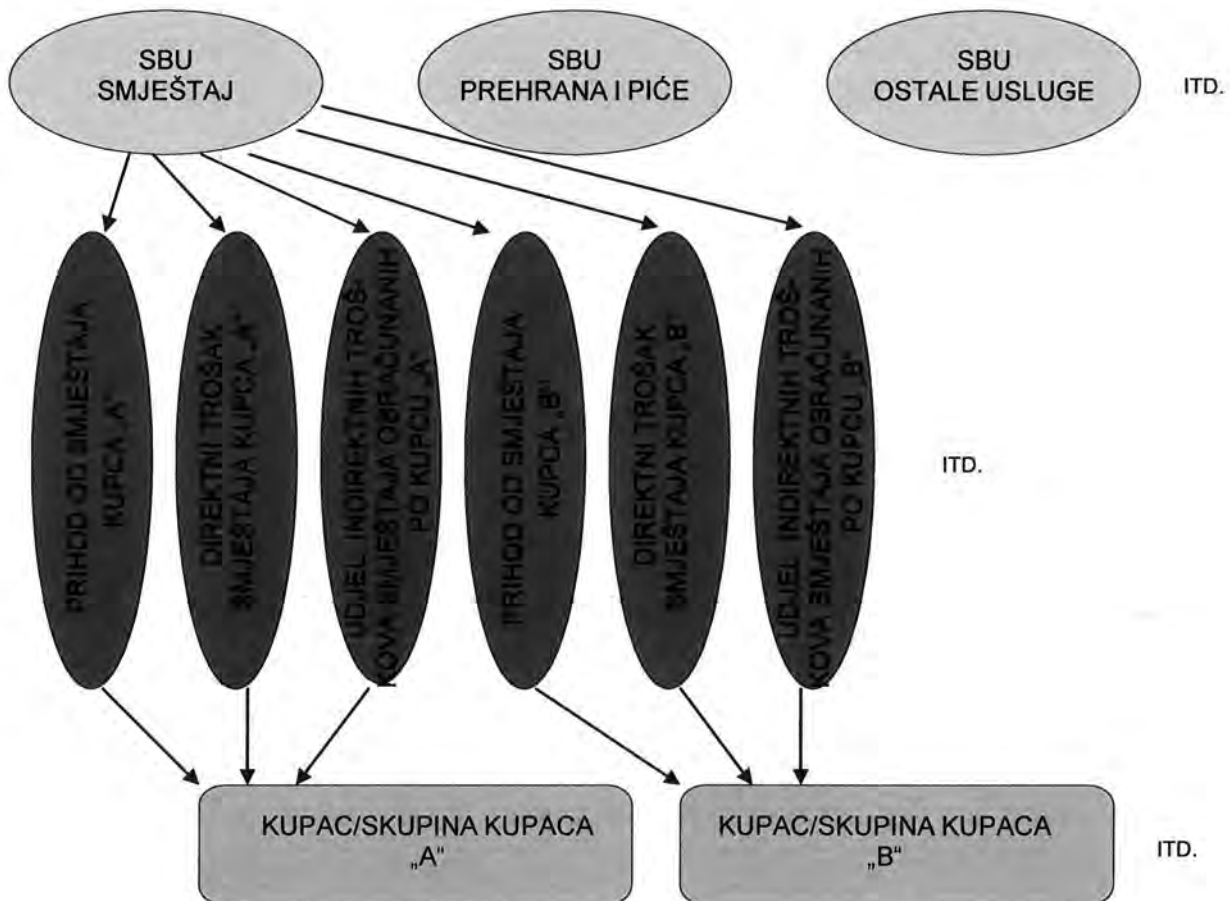 SBU
SMJEŠTAJ
SBU
PREHRANA I PIĆE
SBU
OSTALE USLUGE
ITD.
PRIHOD OD SMJEŠTAJA
KUPCA „A“
DIREKTNI TROŠAK
SMJEŠTAJA KUPCA „A“
UDJEL INDIREKTNIH TROŠ-
KOVA SMJEŠTAJA OBRAČUNANIH
PO KUPCU „A“
PRIHOD OD SMJEŠTAJA
KUPCA „B“
DIREKTNI TROŠAK
SMJEŠTAJA KUPCA „B“
UDJEL INDIREKTNIH TROŠ-
KOVA SMJEŠTAJA OBRAČUNANIH
PO KUPCU „B“
ITD.
KUPAC/SKUPINA KUPACA
„A“
KUPAC/SKUPINA KUPACA
„B“
ITD.